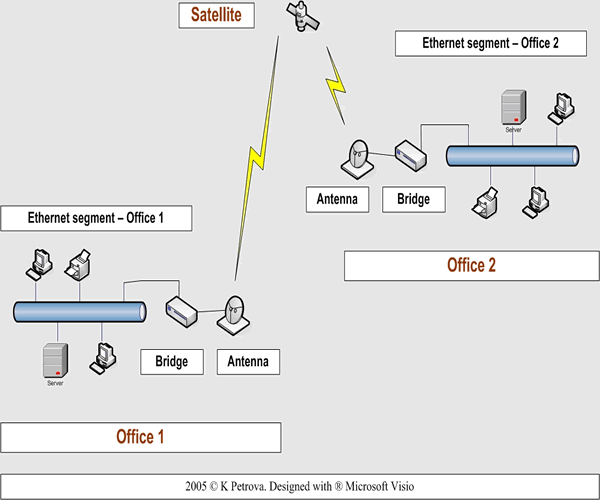 Satellite
Ethernet segment – Office 2
Server
Antenna
Bridge
Ethernet segment – Office 1
Office 2
Bridge
Antenna
Server
Office 1
2005 © K Petrova. Designed with ® Microsoft Visio